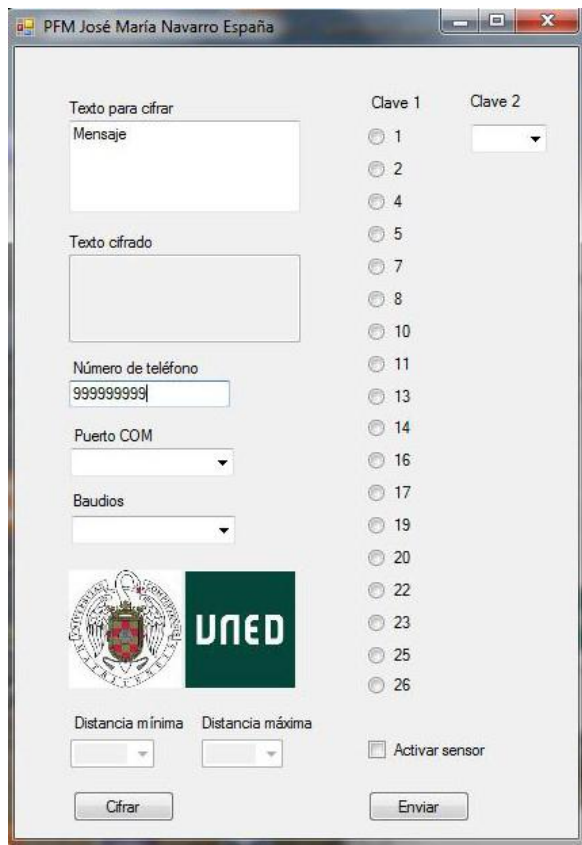 PFM José María Navarro España
Texto para cifrar
Mensaje
Texto cifrado
Número de teléfono
999999999
Puerto COM
Baudios
UNED
Distancia mínima
Distancia máxima
Cifrar
Clave 1
Clave 2
1
2
4
5
7
8
10
11
13
14
16
17
19
20
22
23
25
26
Activar sensor
Enviar